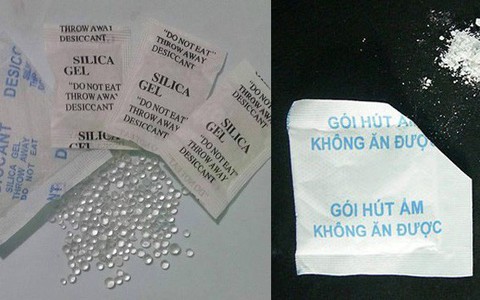 THROW AWAY
DESICCANT
SILICA
GEL
"DO NOT EAT"
THROW AWAY
DESICCANT
SILICA
"DO NOT EAT"
THROW AWAY
DESICCANT
SILICA
GEL
"DO NOT EAT"
THROW AWAY
DESICCANT
SILICA
GEL
"DO NOT EAT"
THROW AWAY
DESICCANT
SILICA GEL
THROW AWAY
DO NOT EAT
GÓI HÚT ẨM
KHÔNG ĂN ĐƯỢC
GÓI HÚT ẨM
KHÔNG ĂN ĐƯỢC